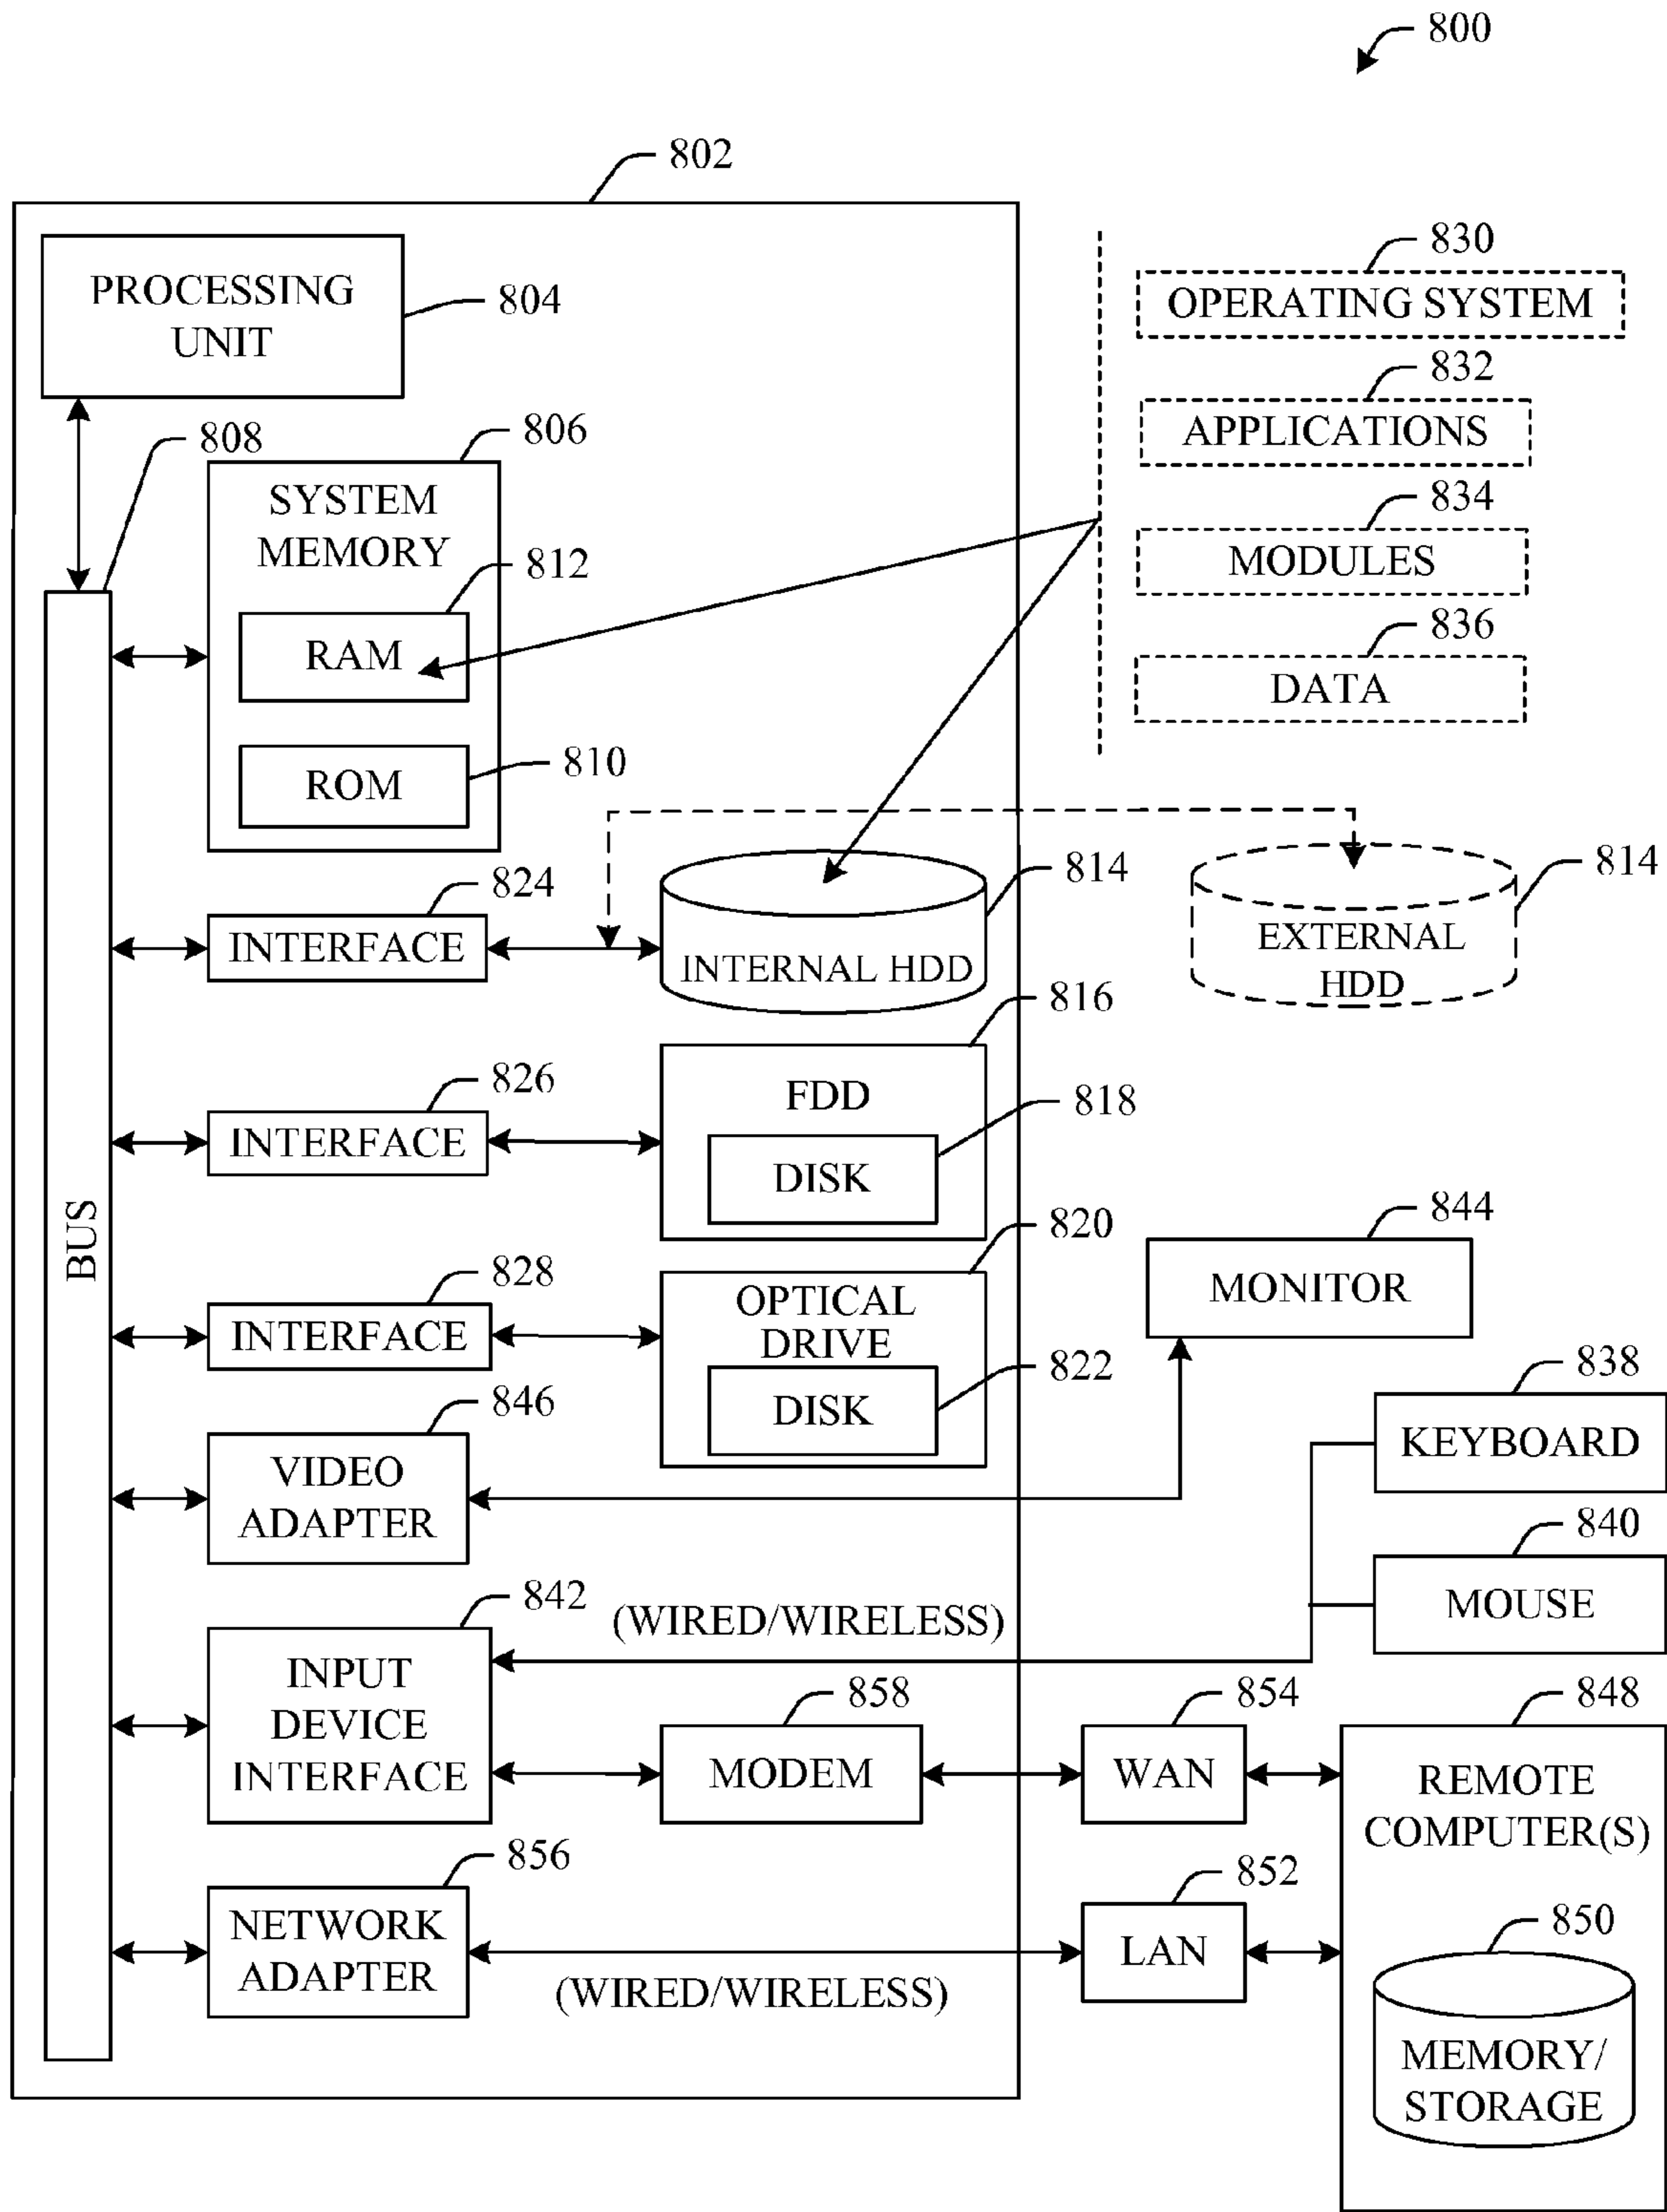 800
802
PROCESSING
UNIT
804
830
OPERATING SYSTEM
832
APPLICATIONS
834
MODULES
836
DATA
808
806
SYSTEM
MEMORY
812
RAM
810
ROM
BUS
824
INTERFACE
814
INTERNAL HDD
814
EXTERNAL
HDD
826
INTERFACE
816
FDD
818
DISK
828
INTERFACE
820
OPTICAL
DRIVE
822
DISK
844
MONITOR
846
VIDEO
ADAPTER
838
KEYBOARD
840
MOUSE
842
INPUT
DEVICE
INTERFACE
(WIRED/WIRELESS)
858
MODEM
854
WAN
848
REMOTE
COMPUTER(S)
856
NETWORK
ADAPTER
(WIRED/WIRELESS)
852
LAN
850
MEMORY/
STORAGE